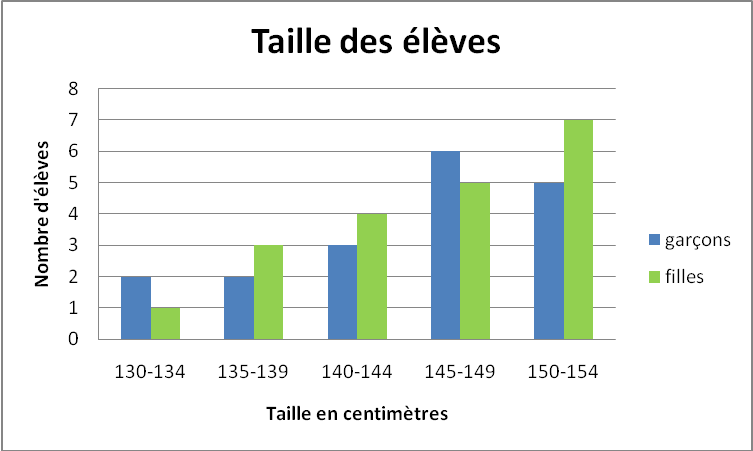 Taille des élèves
Nombre d'élèves
8
7
6
5
4
3
2
1
0
130-134 135-139 140-144 145-149 150-154
Taille en centimètres
garçons
filles